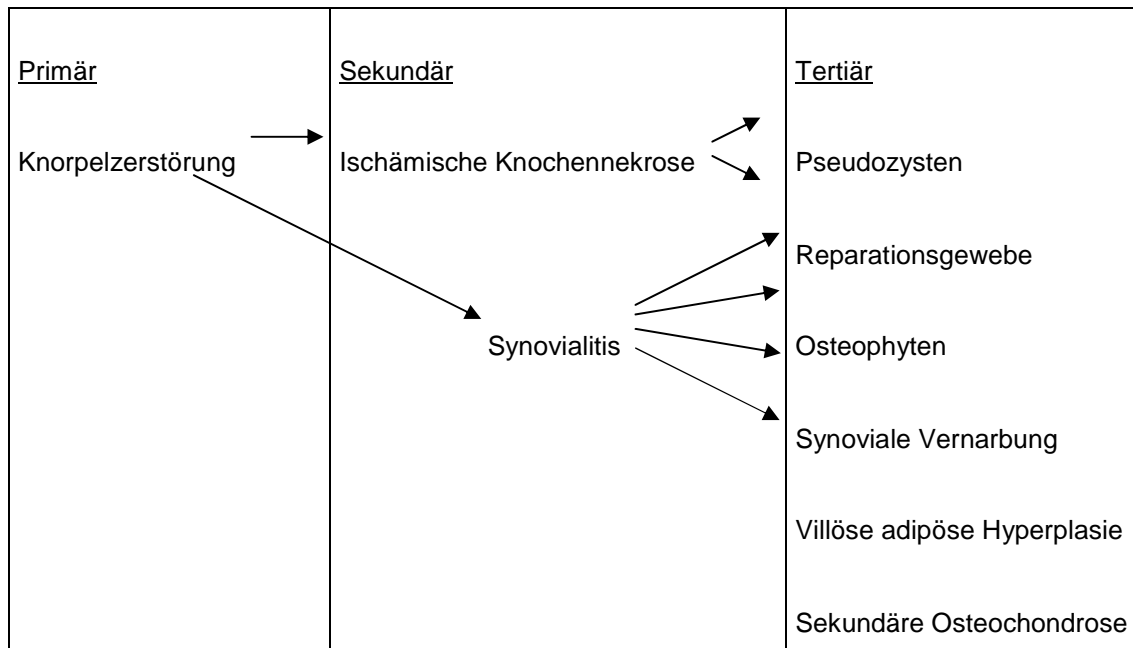 Primär
Sekundär
Tertiär
Knorpelzerstörung
Ischämische Knochennekrose
Pseudozysten
Reparationsgewebe
Synovialitis
Osteophyten
Synoviale Vernarbung
Villöse adipöse Hyperplasie
Sekundäre Osteochondrose